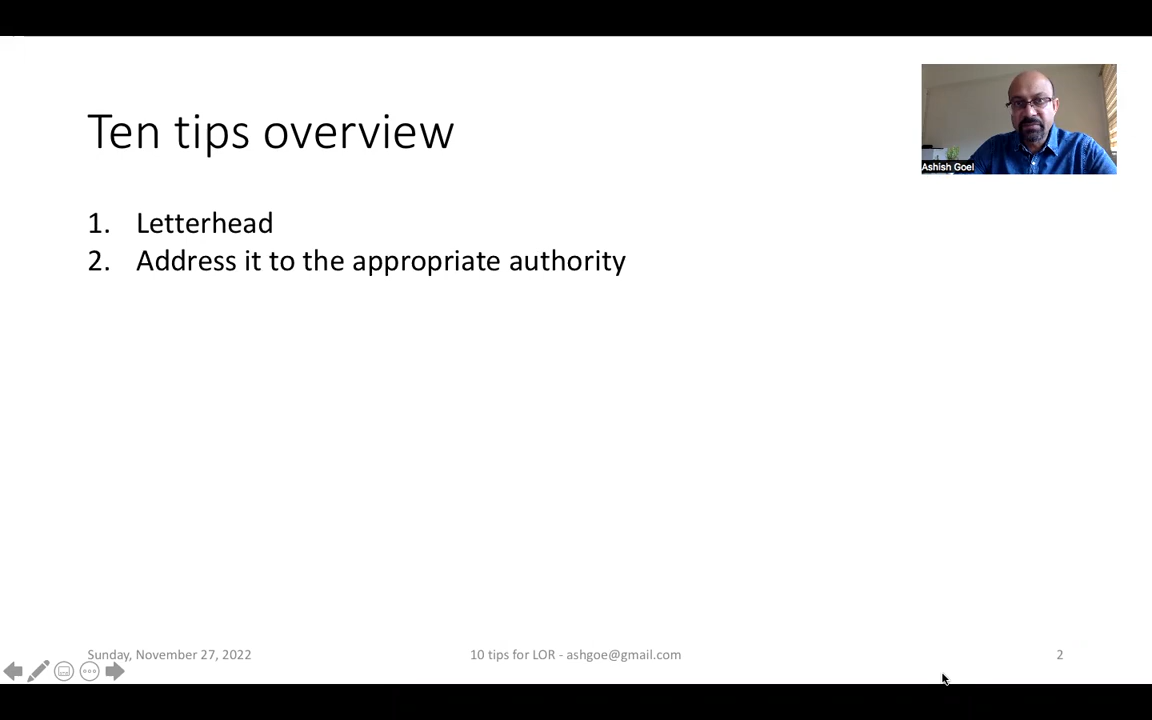 Ten tips overview
Ashish Goel
1. Letterhead
2. Address it to the appropriate authority
Sunday, November 27, 2022
10 tips for LOR - ashgoe@gmail.com
2